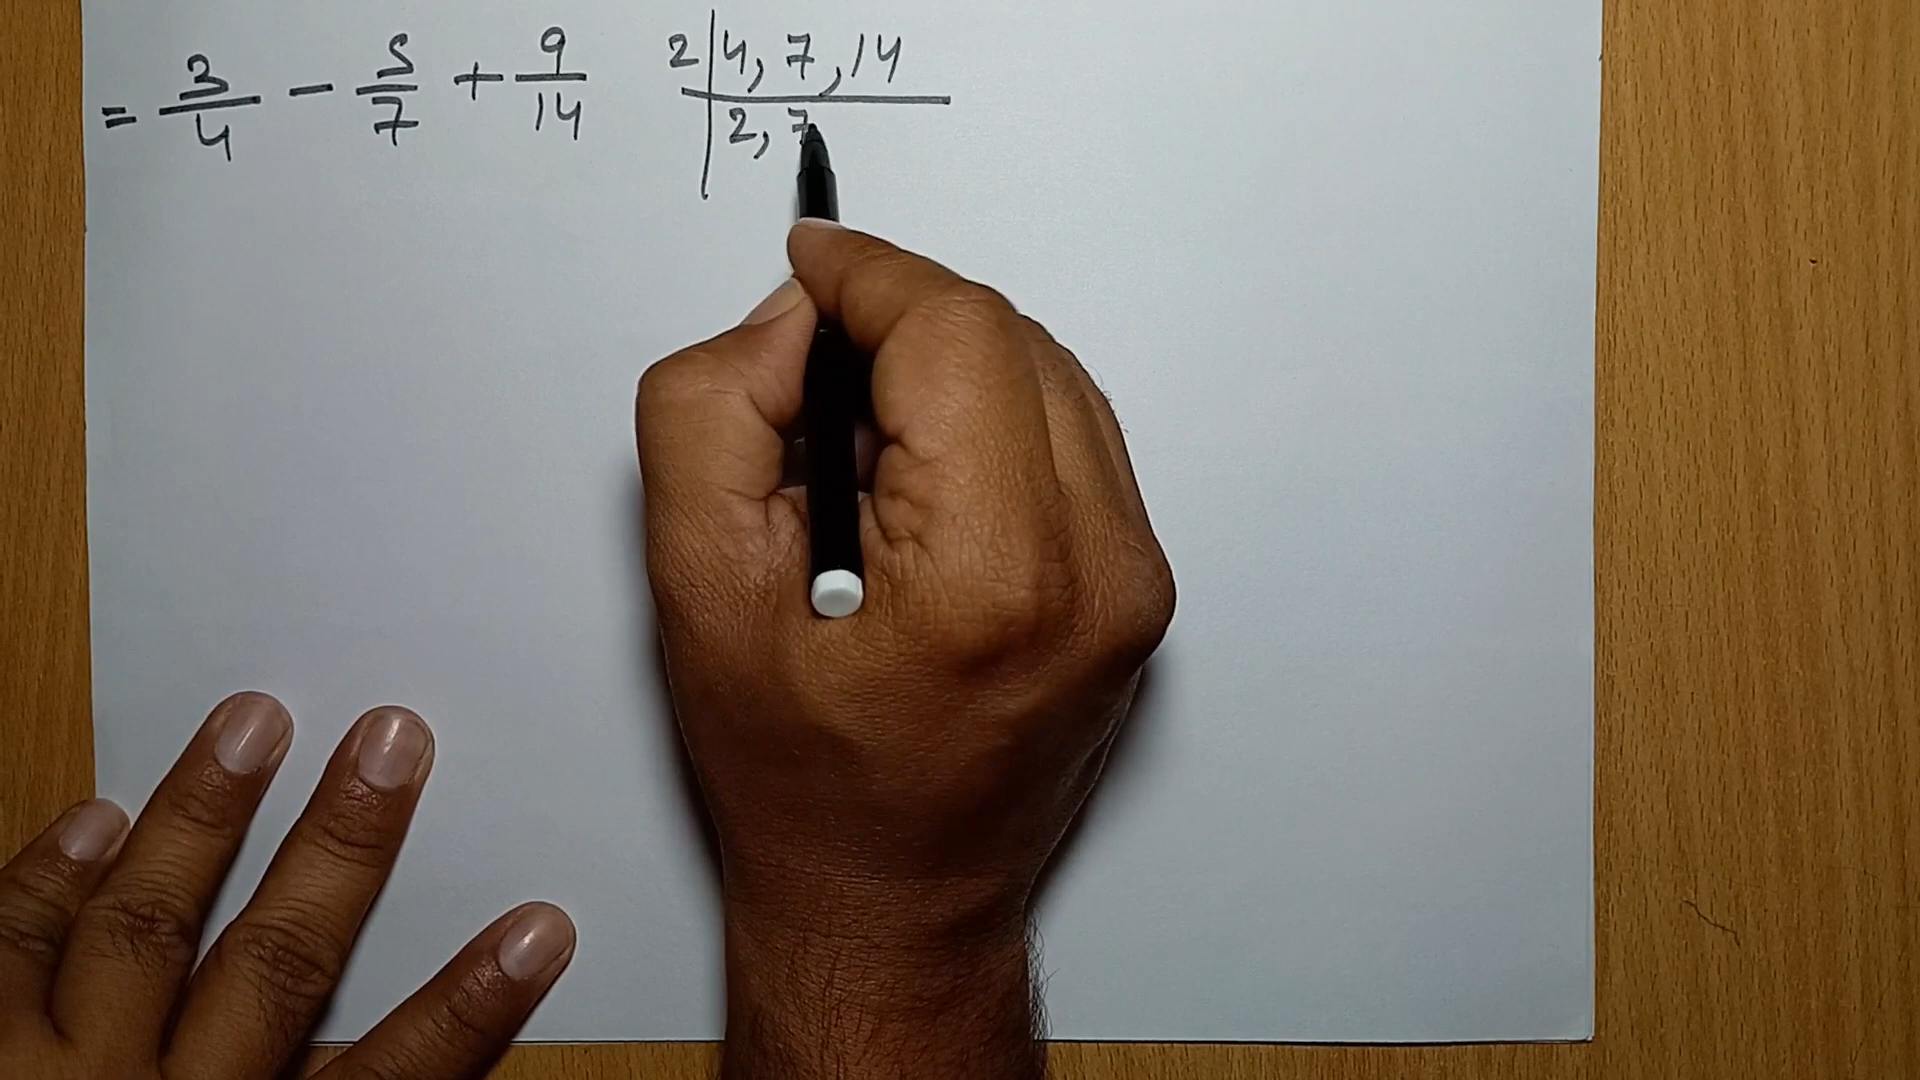 = 3/4 - 5/7 + 9/14
2 | 4, 7, 14
2, 7